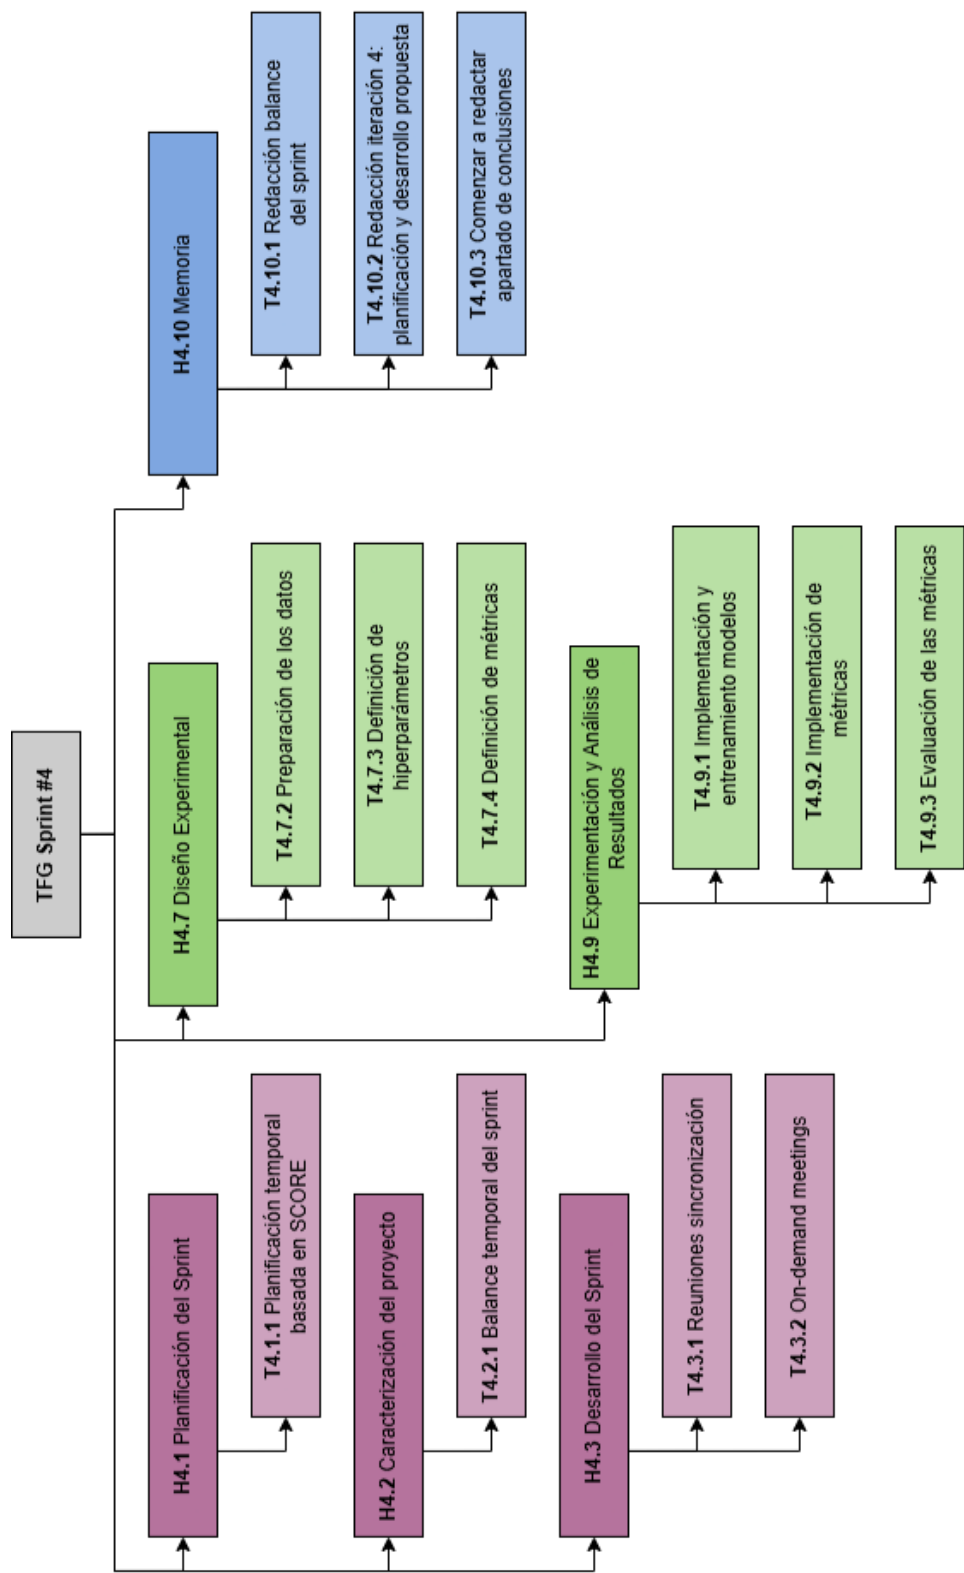 TFG Sprint #4
H4.1 Planificación del Sprint
T4.1.1 Planificación temporal
basada en SCORE
H4.2 Caracterización del proyecto
T4.2.1 Balance temporal del sprint
H4.3 Desarrollo del Sprint
T4.3.1 Reuniones sincronización
T4.3.2 On-demand meetings
H4.7 Diseño Experimental
T4.7.2 Preparación de los datos
T4.7.3 Definición de
hiperparámetros
T4.7.4 Definición de métricas
H4.9 Experimentación y Análisis de
Resultados
T4.9.1 Implementación y
entrenamiento modelos
T4.9.2 Implementación de
métricas
T4.9.3 Evaluación de las métricas
H4.10 Memoria
T4.10.1 Redacción balance
del sprint
T4.10.2 Redacción iteración 4:
planificación y desarrollo propuesta
T4.10.3 Comenzar a redactar
apartado de conclusiones